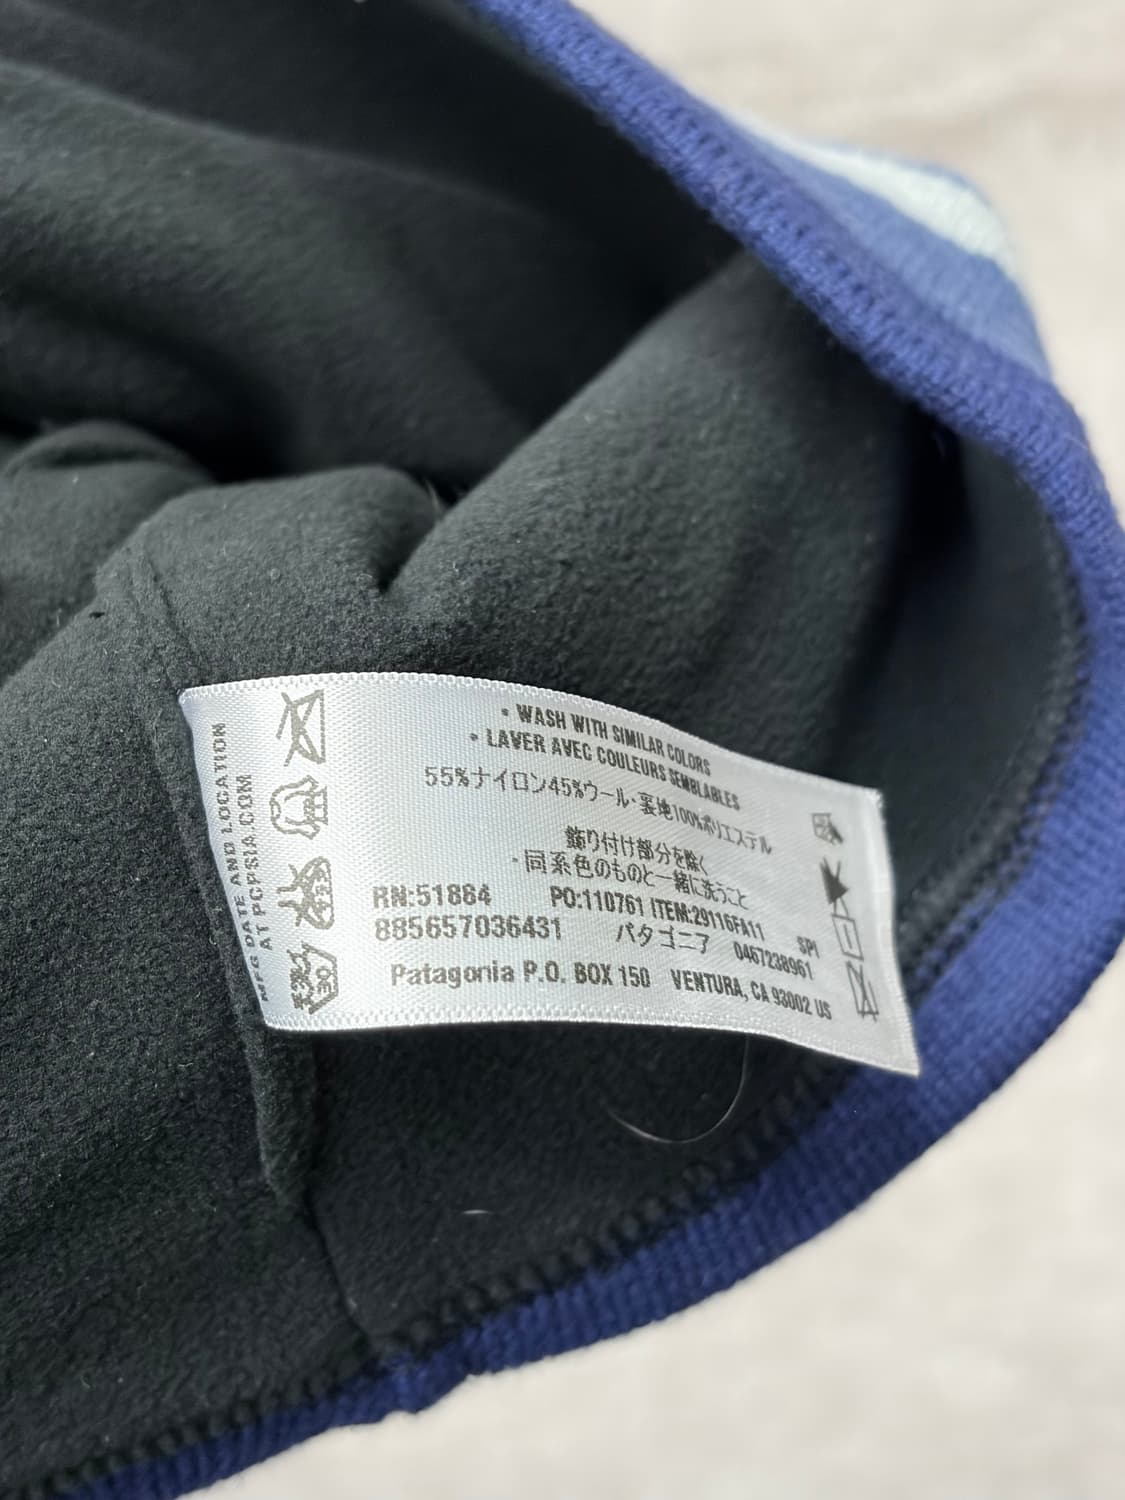 • WASH WITH SIMILAR COLORS
• LAVER AVEC COULEURS SEMBLABLES
55%ナイロン45%ウール・裏地100%ポリエステル
飾り付け部分を除く
・同系色のものと一緒に洗うこと
RN:51884 PO:110761 ITEM:29116FA11
885657036431 パタゴニア 0467238961 SPI
Patagonia P.O. BOX 150 VENTURA, CA 93002 US
MFG DATE AND LOCATION
AT PCPSIA.COM
30